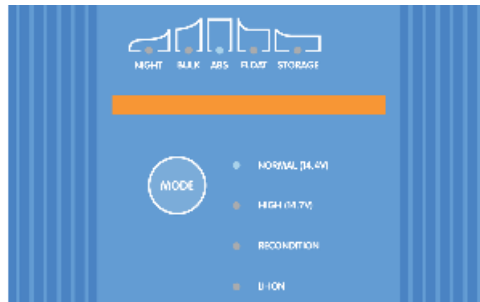 NIGHT BULK ABS FLOAT STORAGE
MODE
NORMAL (14.4V)
HIGH (14.7V)
RECONDITION
LI-ION